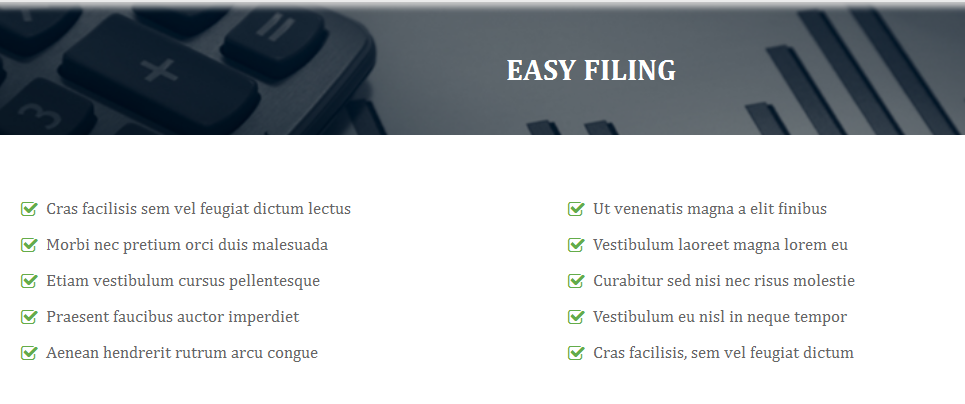 EASY FILING
Cras facilisis sem vel feugiat dictum lectus
Morbi nec pretium orci duis malesuada
Etiam vestibulum cursus pellentesque
Praesent faucibus auctor imperdiet
Aenean hendrerit rutrum arcu congue
Ut venenatis magna a elit finibus
Vestibulum laoreet magna lorem eu
Curabitur sed nisi nec risus molestie
Vestibulum eu nisl in neque tempor
Cras facilisis, sem vel feugiat dictum